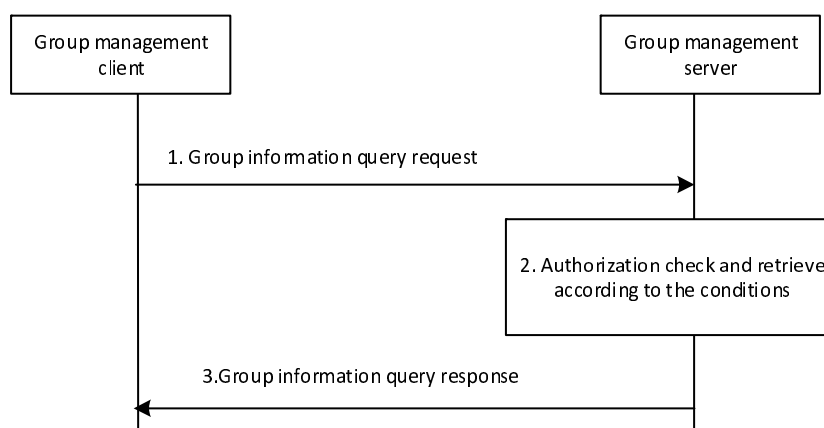 Group management
client
Group management
server
1. Group information query request
2. Authorization check and retrieve
according to the conditions
3.Group information query response